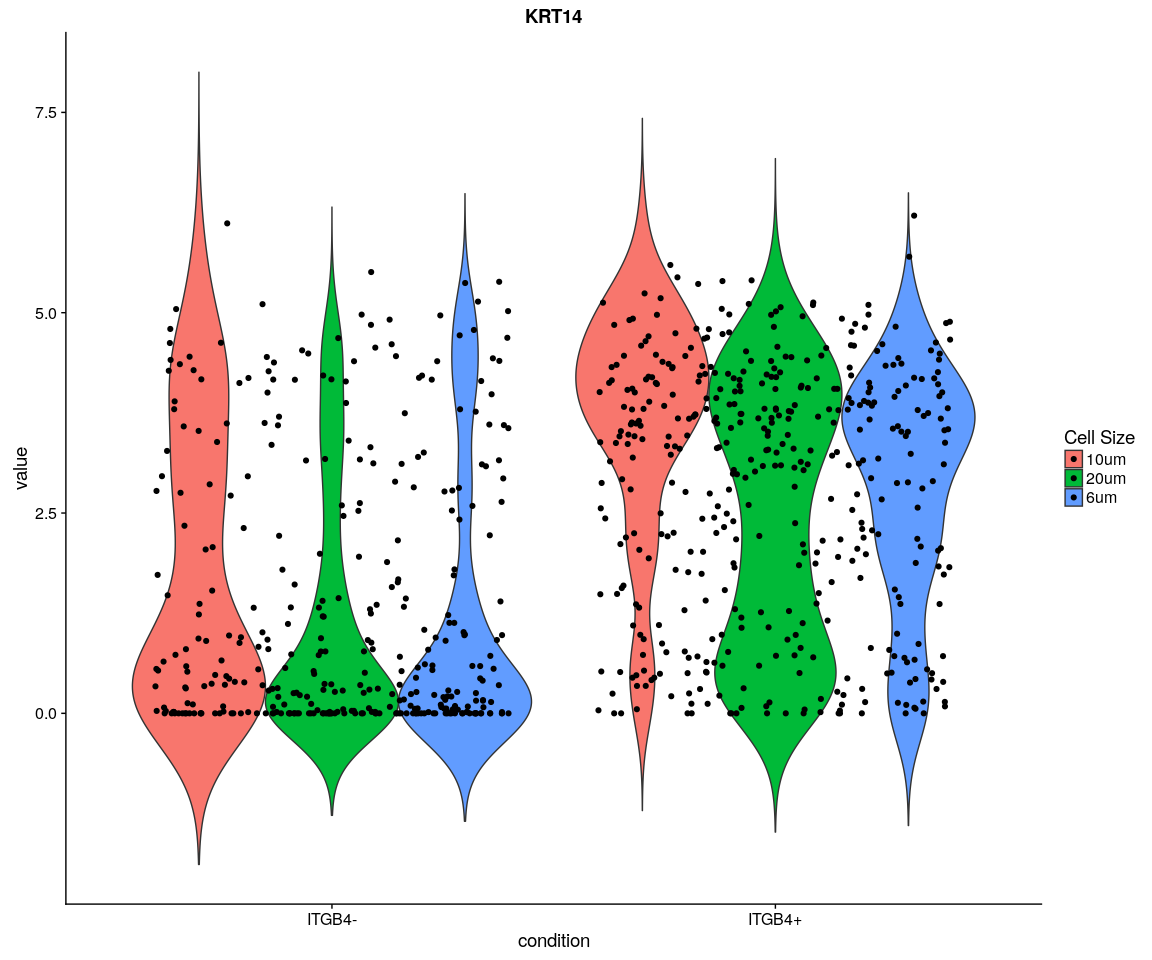 KRT14
7.5
5.0
2.5
0.0
value
ITGB4-
ITGB4+
condition
Cell Size
10um
20um
6um